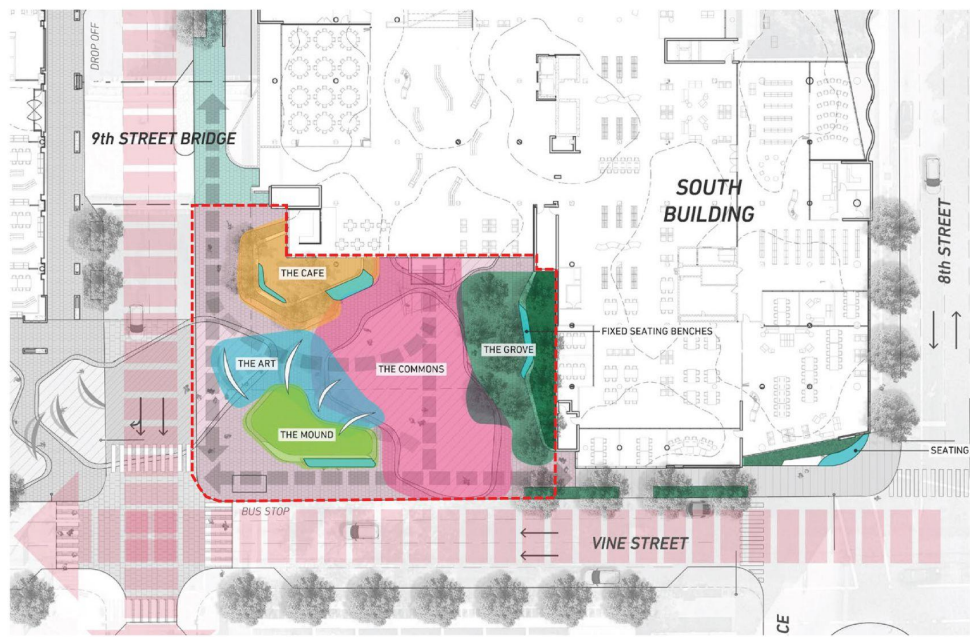 DROP OFF
9th STREET BRIDGE
SOUTH
BUILDING
8th STREET
THE CAFE
FIXED SEATING BENCHES
THE GROVE
THE ART
THE COMMONS
THE MOUND
SEATING
BUS STOP
VINE STREET
CE